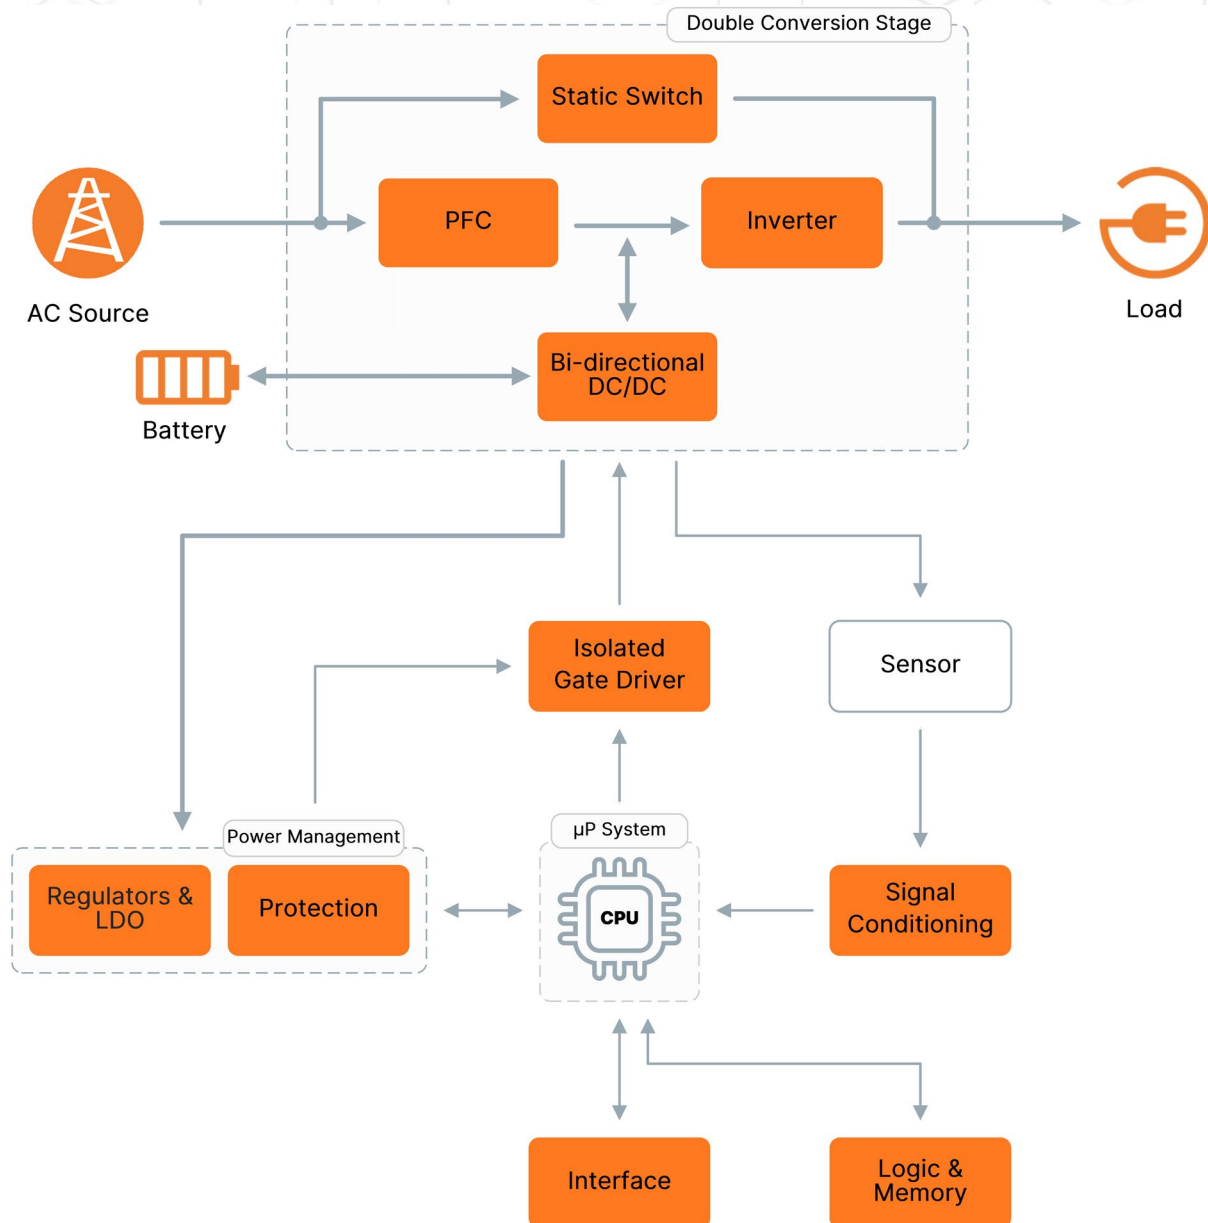 Double Conversion Stage
Static Switch
PFC
Inverter
AC Source
Load
Bi-directional
DC/DC
Battery
Isolated
Gate Driver
Sensor
Power Management
µP System
Regulators &
LDO
Protection
CPU
Signal
Conditioning
Interface
Logic &
Memory